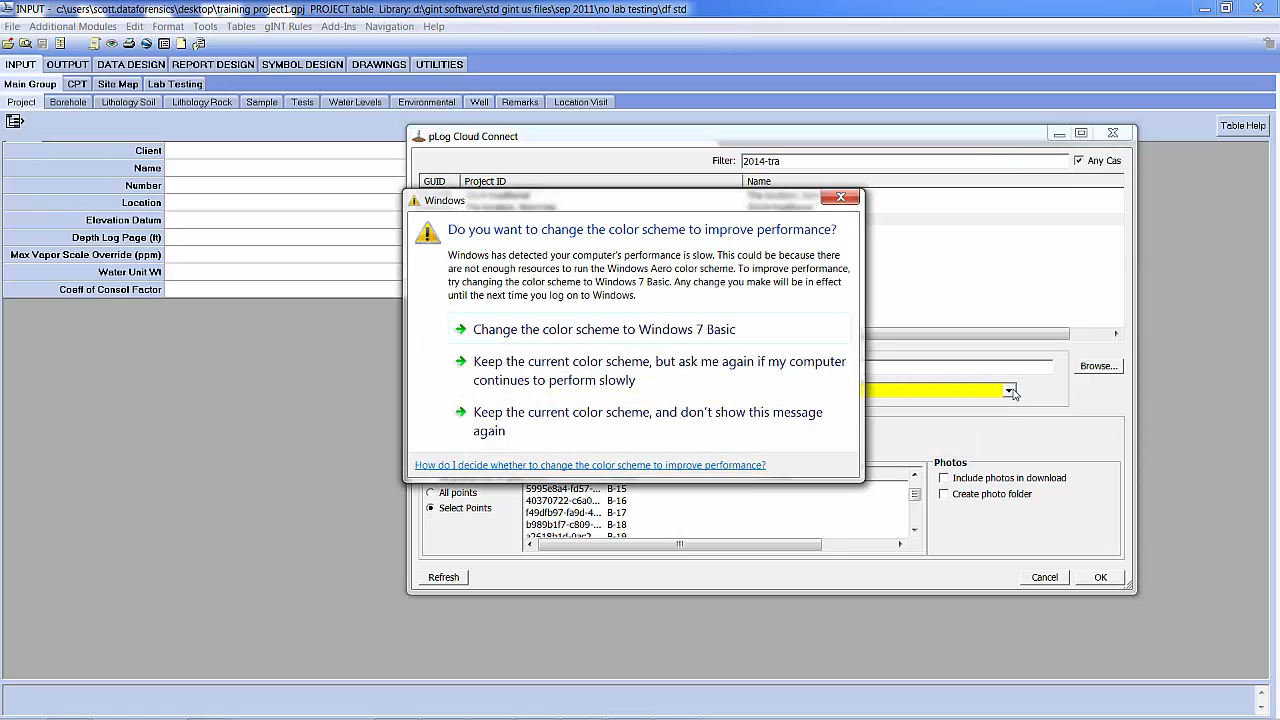 INPUT - c:\users\scott.dataforensics\desktop\training project1.gpj PROJECT table Library: d:\gint software\std gint us files\sep 2011\no lab testing\df std
File Additional Modules Edit Format Tools Tables gINT Rules Add-Ins Navigation Help
INPUT OUTPUT DATA DESIGN REPORT DESIGN SYMBOL DESIGN DRAWINGS UTILITIES
Main Group CPT Site Map Lab Testing
Project Borehole Lithology Soil Lithology Rock Sample Tests Water Levels Environmental Well Remarks Location Visit
Table Help
Client
Name
Number
Location
Elevation Datum
Depth Log Page (ft)
Max Vapor Scale Override (ppm)
Water Unit Wt
Coeff of Consol Factor
pLog Cloud Connect
Filter: 2014-tra Any Cas
GUID Project ID Name
Windows
Do you want to change the color scheme to improve performance?
Windows has detected your computer's performance is slow. This could be because
there are not enough resources to run the Windows Aero color scheme. To improve performance,
try changing the color scheme to Windows 7 Basic. Any change you make will be in effect
until the next time you log on to Windows.
Change the color scheme to Windows 7 Basic
Keep the current color scheme, but ask me again if my computer
continues to perform slowly
Keep the current color scheme, and don't show this message
again
How do I decide whether to change the color scheme to improve performance?
Browse...
All points
Select Points
5995e8a4-fd57-... B-15
40370722-c6a0... B-16
f49dfb97-fa9d-4... B-17
b989b1f7-c809-... B-18
a2618b1d-0ac2... B-19
Photos
Include photos in download
Create photo folder
Refresh Cancel OK